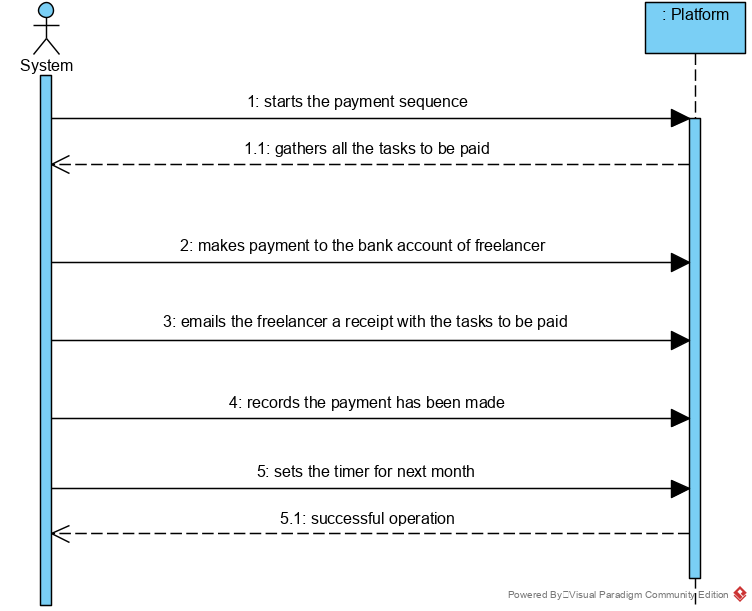 : Platform
System
1: starts the payment sequence
1.1: gathers all the tasks to be paid
2: makes payment to the bank account of freelancer
3: emails the freelancer a receipt with the tasks to be paid
4: records the payment has been made
5: sets the timer for next month
5.1: successful operation
Powered By Visual Paradigm Community Edition